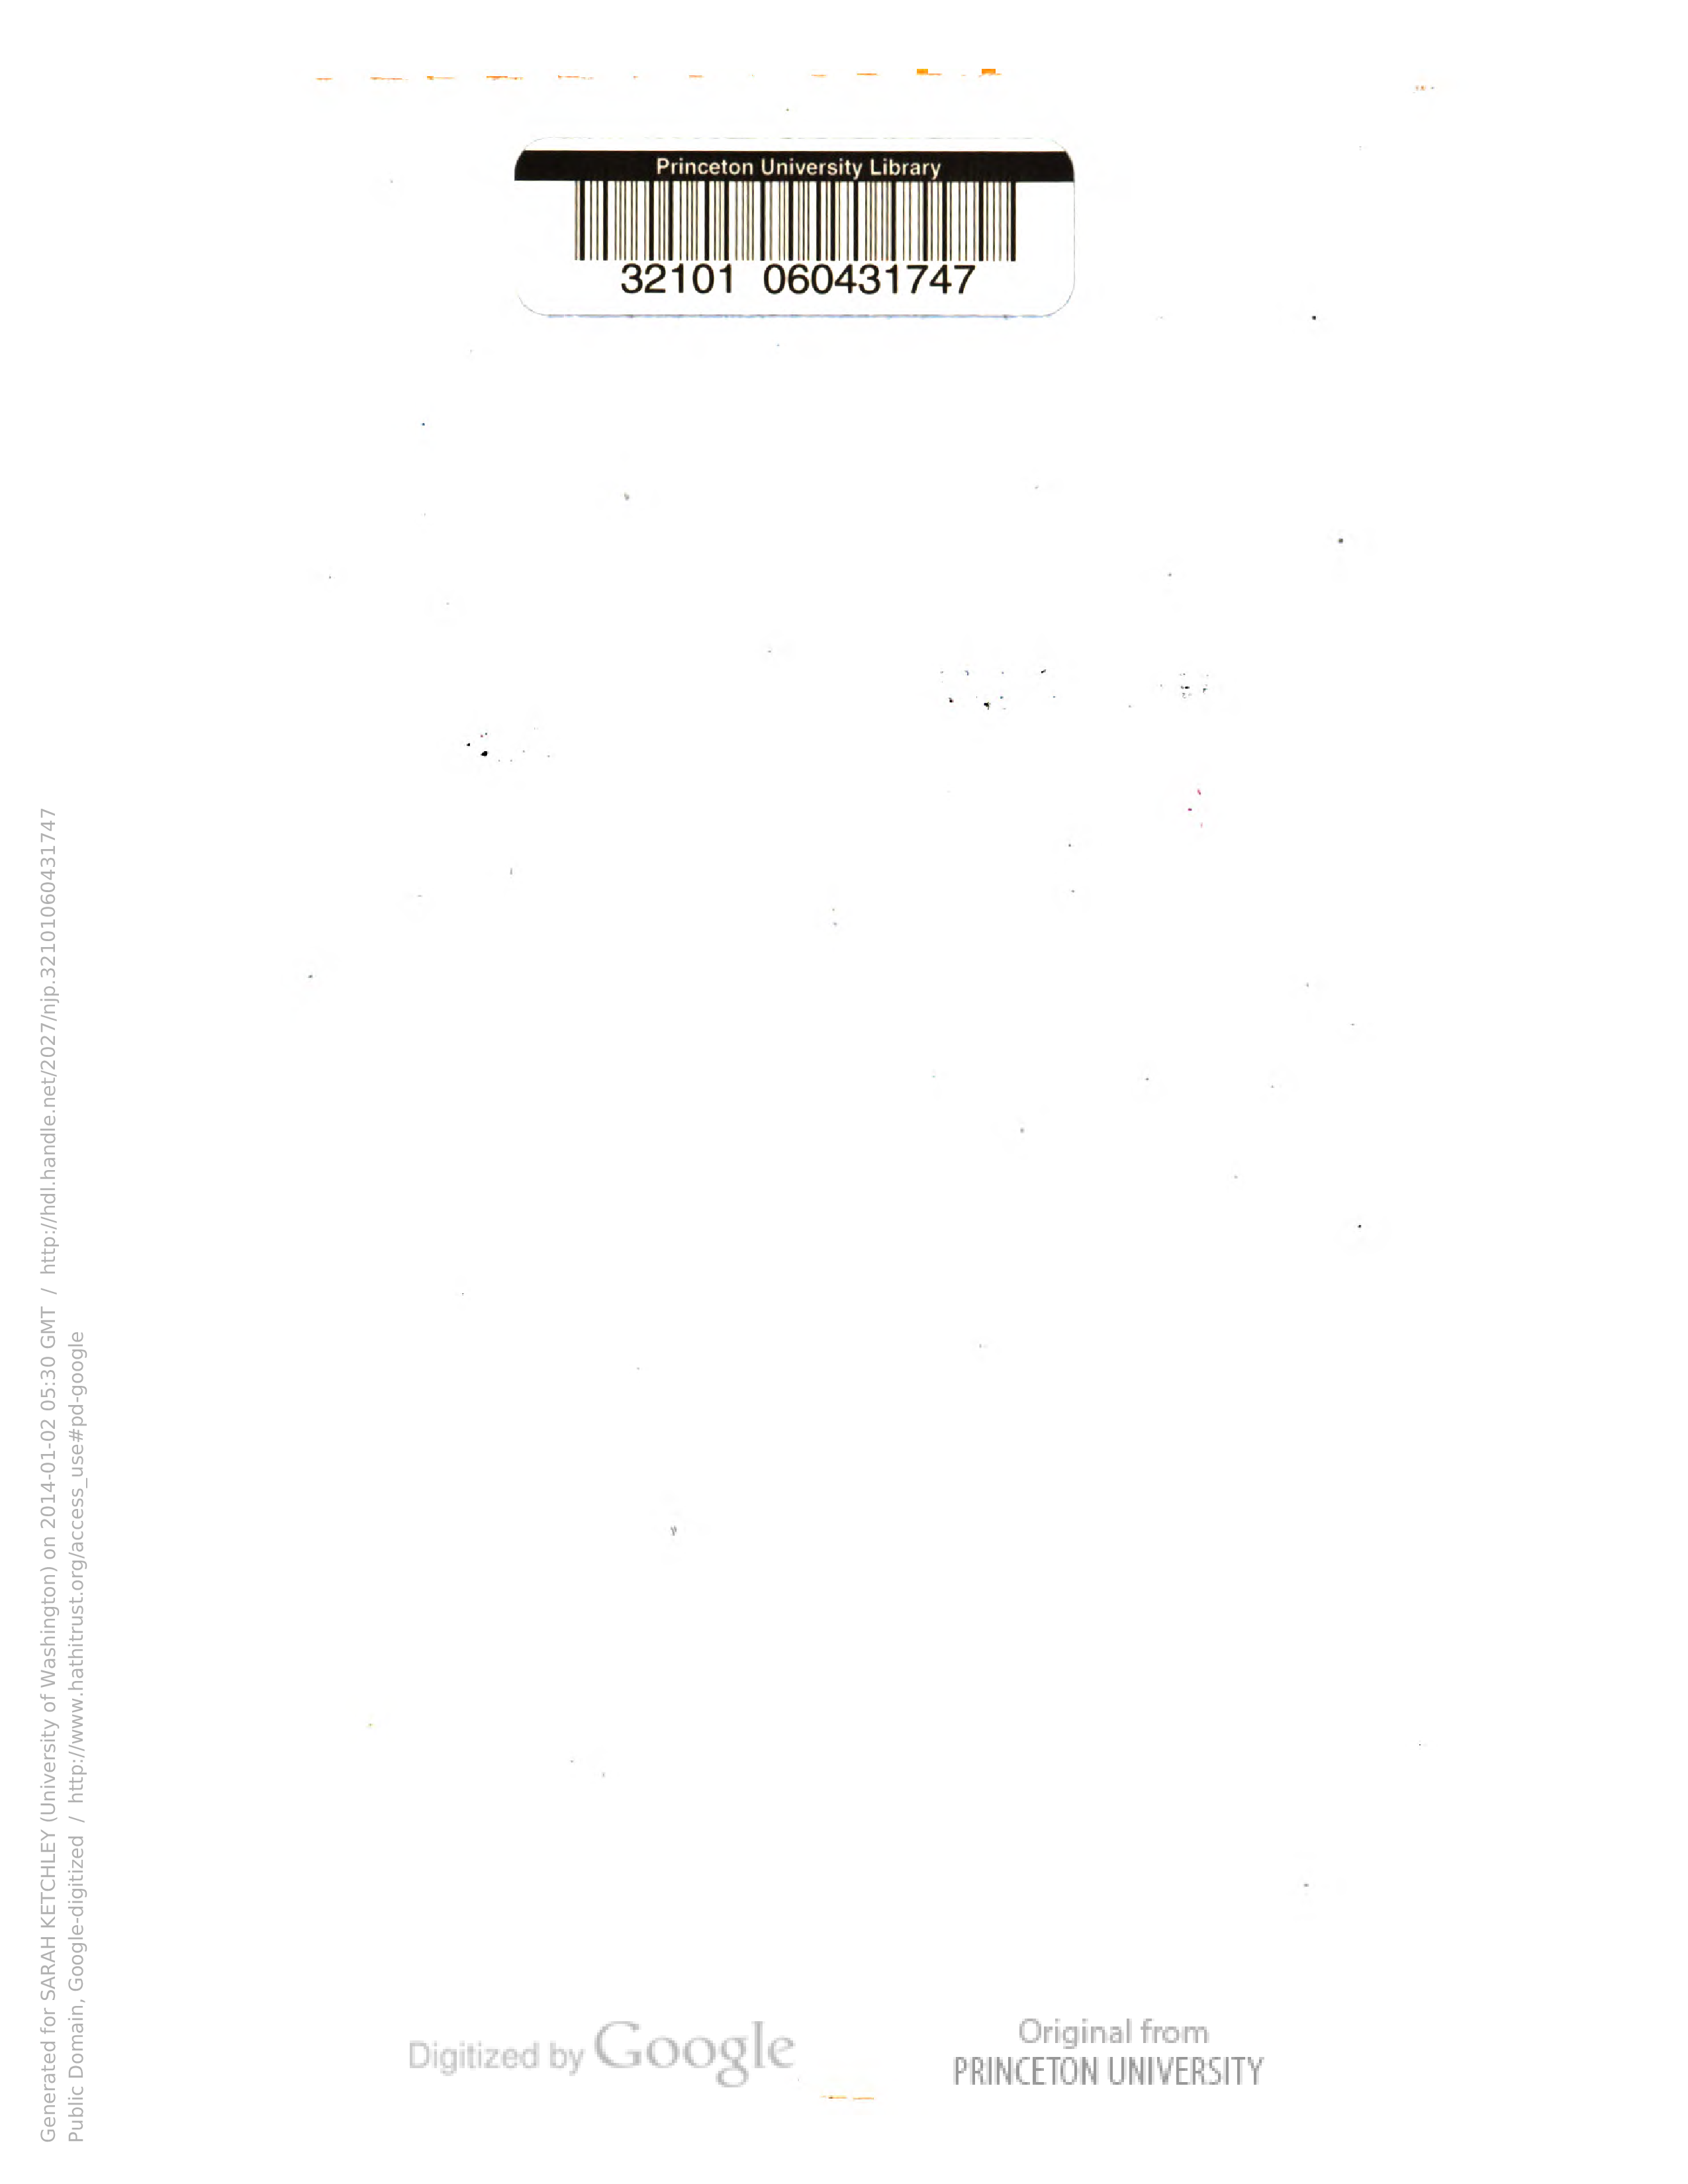 Princeton University Library
32101 060431747
Generated for SARAH KETCHLEY (University of Washington) on 2014-01-02 05:30 GMT / http://hdl.handle.net/2027/njp.32101060431747
Public Domain, Google-digitized / http://www.hathitrust.org/access_use#pd-google
Digitized by Google
Original from
PRINCETON UNIVERSITY